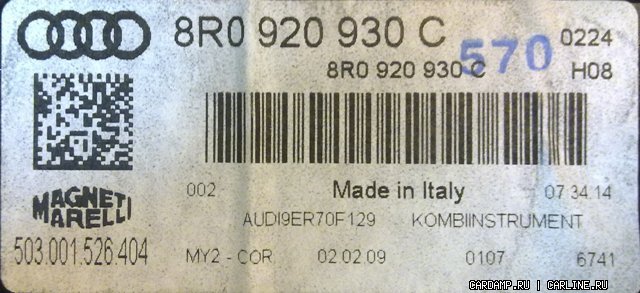 8R0 920 930 C 570 0224
8R0 920 930 C H08
002 Made in Italy 07:34:14
MAGNETI
MARELLI
AUDI9ER70F129 KOMBIINSTRUMENT
503.001.526.404 MY2-COR 02.02.09 0107 6741
CARDAMP.RU | CARLINE.RU